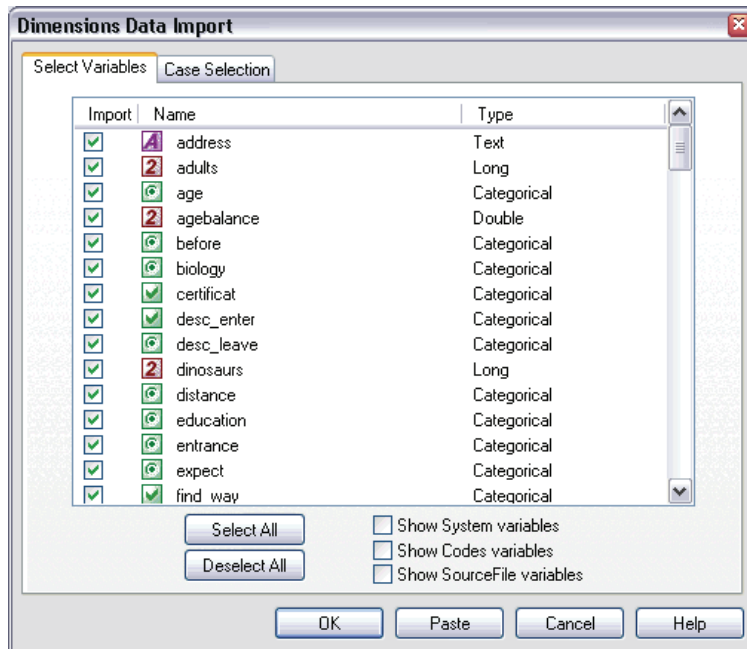 Dimensions Data Import
Select Variables Case Selection
Import Name Type
address Text
adults Long
age Categorical
agebalance Double
before Categorical
biology Categorical
certificat Categorical
desc_enter Categorical
desc_leave Categorical
dinosaurs Long
distance Categorical
education Categorical
entrance Categorical
expect Categorical
find_way Categorical
Select All Show System variables
Show Codes variables
Deselect All Show SourceFile variables
OK Paste Cancel Help